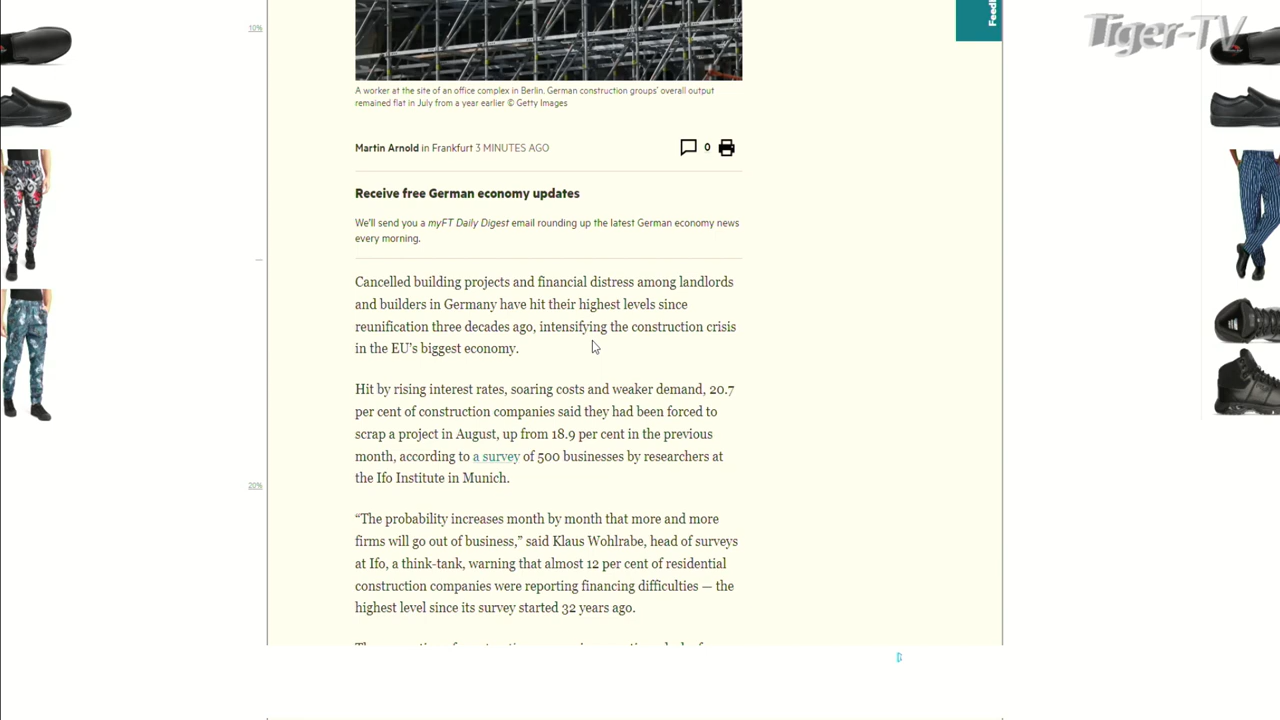 10%
Feed
Tiger-TV
A worker at the site of an office complex in Berlin. German construction groups' overall output
remained flat in July from a year earlier © Getty Images
Martin Arnold in Frankfurt 3 MINUTES AGO
0
Receive free German economy updates
We'll send you a myFT Daily Digest email rounding up the latest German economy news
every morning.
Cancelled building projects and financial distress among landlords
and builders in Germany have hit their highest levels since
reunification three decades ago, intensifying the construction crisis
in the EU's biggest economy.
Hit by rising interest rates, soaring costs and weaker demand, 20.7
per cent of construction companies said they had been forced to
scrap a project in August, up from 18.9 per cent in the previous
month, according to a survey of 500 businesses by researchers at
the Ifo Institute in Munich.
20%
“The probability increases month by month that more and more
firms will go out of business,” said Klaus Wohlrabe, head of surveys
at Ifo, a think-tank, warning that almost 12 per cent of residential
construction companies were reporting financing difficulties — the
highest level since its survey started 32 years ago.